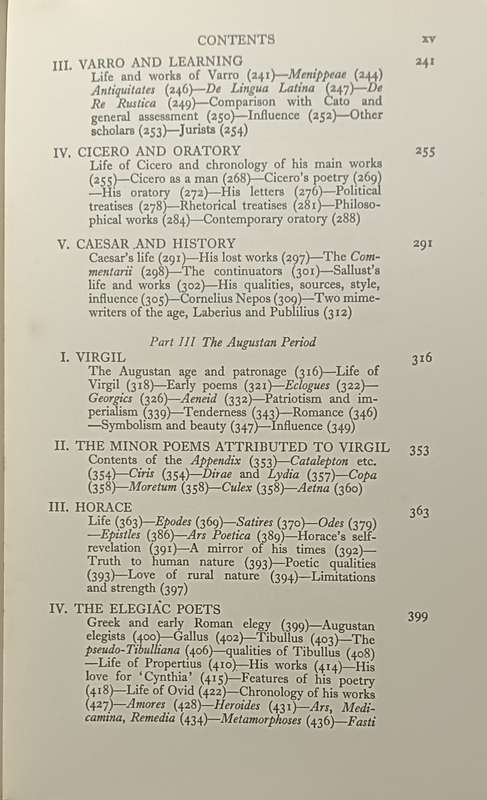 CONTENTS xv
III. VARRO AND LEARNING 241
Life and works of Varro (241)—Menippeae (244)
Antiquitates (246)—De Lingua Latina (247)—De
Re Rustica (249)—Comparison with Cato and
general assessment (250)—Influence (252)—Other
scholars (253)—Jurists (254)
IV. CICERO AND ORATORY 255
Life of Cicero and chronology of his main works
(255)—Cicero as a man (268)—Cicero's poetry (269)
—His oratory (272)—His letters (276)—Political
treatises (278)—Rhetorical treatises (281)—Philoso-
phical works (284)—Contemporary oratory (288)
V. CAESAR AND HISTORY 291
Caesar's life (291)—His lost works (297)—The Com-
mentarii (298)—The continuators (301)—Sallust's
life and works (302)—His qualities, sources, style,
influence (305)—Cornelius Nepos (309)—Two mime-
writers of the age, Laberius and Publilius (312)
Part III The Augustan Period
I. VIRGIL 316
The Augustan age and patronage (316)—Life of
Virgil (318)—Early poems (321)—Eclogues (322)—
Georgics (326)—Aeneid (332)—Patriotism and im-
perialism (339)—Tenderness (343)—Romance (346)
—Symbolism and beauty (347)—Influence (349)
II. THE MINOR POEMS ATTRIBUTED TO VIRGIL 353
Contents of the Appendix (353)—Catalepton etc.
(354)—Ciris (354)—Dirae and Lydia (357)—Copa
(358)—Moretum (358)—Culex (358)—Aetna (360)
III. HORACE 363
Life (363)—Epodes (369)—Satires (370)—Odes (379)
—Epistles (386)—Ars Poetica (389)—Horace's self-
revelation (391)—A mirror of his times (392)—
Truth to human nature (393)—Poetic qualities
(393)—Love of rural nature (394)—Limitations
and strength (397)
IV. THE ELEGIAC POETS 399
Greek and early Roman elegy (399)—Augustan
elegists (400)—Gallus (402)—Tibullus (403)—The
pseudo-Tibulliana (406)—qualities of Tibullus (408)
—Life of Propertius (410)—His works (414)—His
love for 'Cynthia' (415)—Features of his poetry
(418)—Life of Ovid (422)—Chronology of his works
(427)—Amores (428)—Heroides (431)—Ars, Medi-
camina, Remedia (434)—Metamorphoses (436)—Fasti